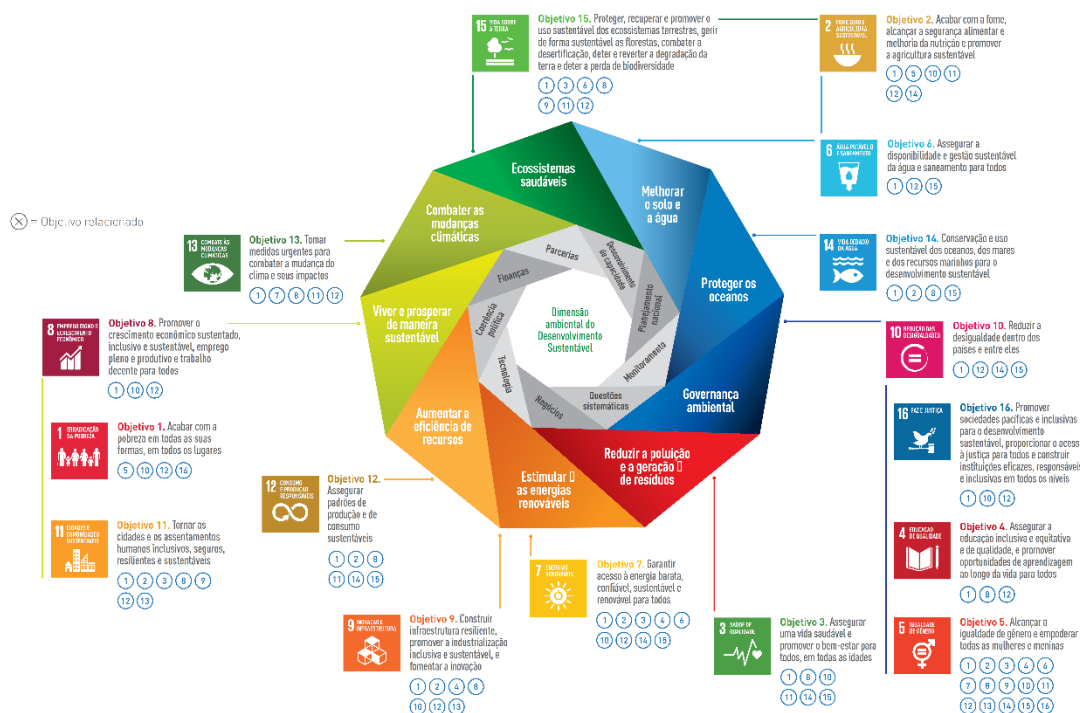 15 VIDA SOBRE
A TERRA
Objetivo 15. Proteger, recuperar e promover o
uso sustentável dos ecossistemas terrestres, gerir
de forma sustentável as florestas, combater a
desertificação, deter e reverter a degradação da
terra e deter a perda de biodiversidade
1 3 6 8
9 11 12
2 FOME ZERO E
AGRICULTURA
SUSTENTÁVEL
Objetivo 2. Acabar com a fome,
alcançar a segurança alimentar e
melhoria da nutrição e promover
a agricultura sustentável
1 5 10 11
12 14
6 ÁGUA POTÁVEL E
SANEAMENTO
Objetivo 6. Assegurar a
disponibilidade e gestão sustentável
da água e saneamento para todos
1 12 15
14 VIDA DEBAIXO
DA ÁGUA
Objetivo 14. Conservação e uso
sustentável dos oceanos, dos mares
e dos recursos marinhos para o
desenvolvimento sustentável
1 2 8 15
10 REDUÇÃO DAS
DESIGUALDADES
Objetivo 10. Reduzir a
desigualdade dentro dos
países e entre eles
1 12 14 15
16 PAZ E JUSTIÇA
Objetivo 16. Promover
sociedades pacíficas e inclusivas
para o desenvolvimento
sustentável, proporcionar o acess
à justiça para todos e construir
instituições eficazes, responsáveis
e inclusivas em todos os níveis
1 10 12
4 EDUCAÇÃO
DE QUALIDADE
Objetivo 4. Assegurar a
educação inclusiva e equitativa
e de qualidade, e promover
oportunidades de aprendizagem
ao longo da vida para todos
1 8 12
5 IGUALDADE
DE GÊNERO
Objetivo 5. Alcançar a
igualdade de gênero e empoderar
todas as mulheres e meninas
1 2 3 4 6
7 8 9 10 11
12 13 14 15 16
3 SAÚDE DE
QUALIDADE
Objetivo 3. Assegurar
uma vida saudável e
promover o bem-estar para
todos, em todas as idades
1 8 10
11 14 15
7 ENERGIAS
RENOVÁVEIS
Objetivo 7. Garantir
acesso à energia barata,
confiável, sustentável e
renovável para todos
1 2 3 4 6
10 12 14 15
9 INOVAÇÃO E
INFRAESTRUTURA
Objetivo 9. Construir
infraestrutura resiliente,
promover a industrialização
inclusiva e sustentável, e
fomentar a inovação
1 2 4 8
10 12 13
12 CONSUMO
E PRODUÇÃO
RESPONSÁVEIS
Objetivo 12.
Assegurar
padrões de
produção e de
consumo
sustentáveis
1 2 8
11 14 15
11 CIDADES E
COMUNIDADES
SUSTENTÁVEIS
Objetivo 11. Tornar as
cidades e os assentamentos
humanos inclusivos, seguros,
resilientes e sustentáveis
1 2 3 8 9
12 13
1 ERRADICAÇÃO
DA POBREZA
Objetivo 1. Acabar com a
pobreza em todas as suas
formas, em todos os lugares
5 10 12 16
8 EMPREGO DIGNO E
CRESCIMENTO
ECONÔMICO
Objetivo 8. Promover o
crescimento econômico sustentado,
inclusivo e sustentável, emprego
pleno e produtivo e trabalho
decente para todos
1 10 12
13 COMBATE ÀS
MUDANÇAS
CLIMÁTICAS
Objetivo 13. Tomar
medidas urgentes para
combater a mudança do
clima e seus impactos
1 7 8 11 12
X = Objetivo relacionado
Ecossistemas
saudáveis
Melhorar
o solo e
a água
Proteger os
oceanos
Governança
ambiental
Reduzir a poluição
e a geração
de resíduos
Estimular
as energias
renováveis
Aumentar a
eficiência de
recursos
Viver e prosperar
de maneira
sustentável
Combater as
mudanças
climáticas
Parcerias
Desenvolvimento
de capacidade
Planejamento
nacional
Monitoramento
Questões
sistemáticas
Negócios
Tecnologia
Coerência
política
Finanças
Dimensão
ambiental do
Desenvolvimento
Sustentável